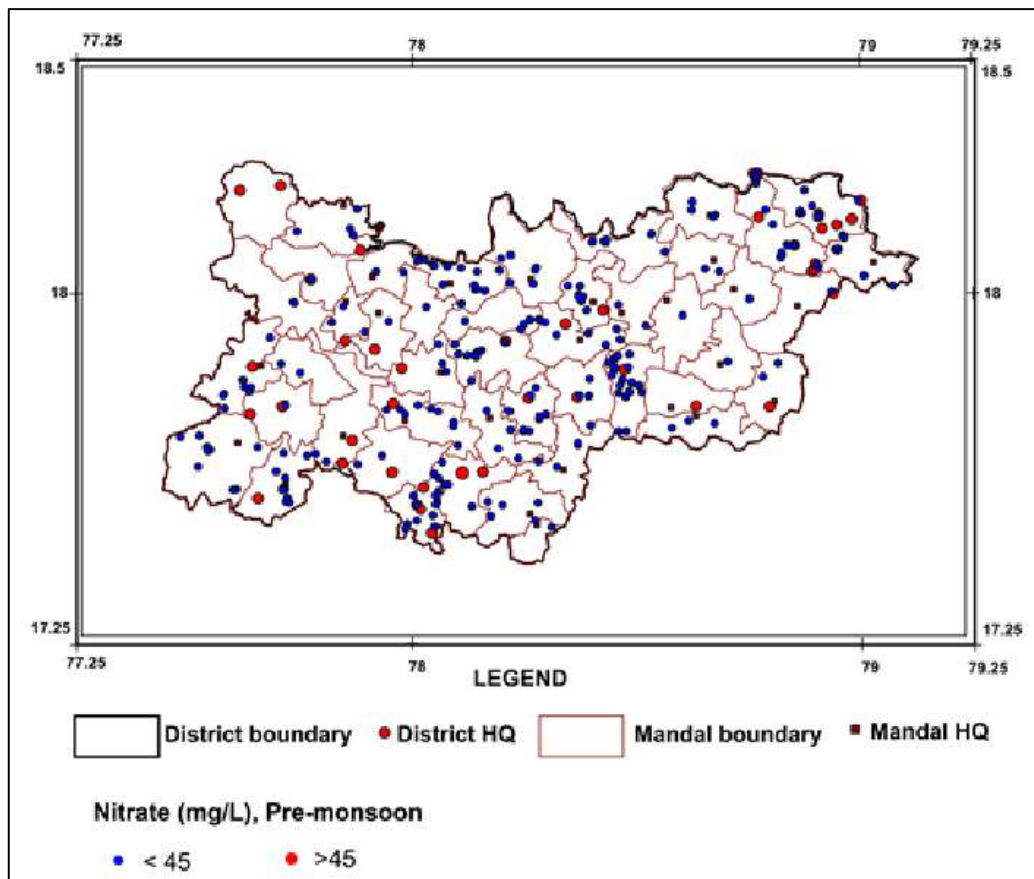 77.25 78 79 79.25
18.5 18.5
18 18
17.25 17.25
77.25 78 79 79.25
LEGEND
District boundary District HQ Mandal boundary Mandal HQ
Nitrate (mg/L), Pre-monsoon
< 45 >45